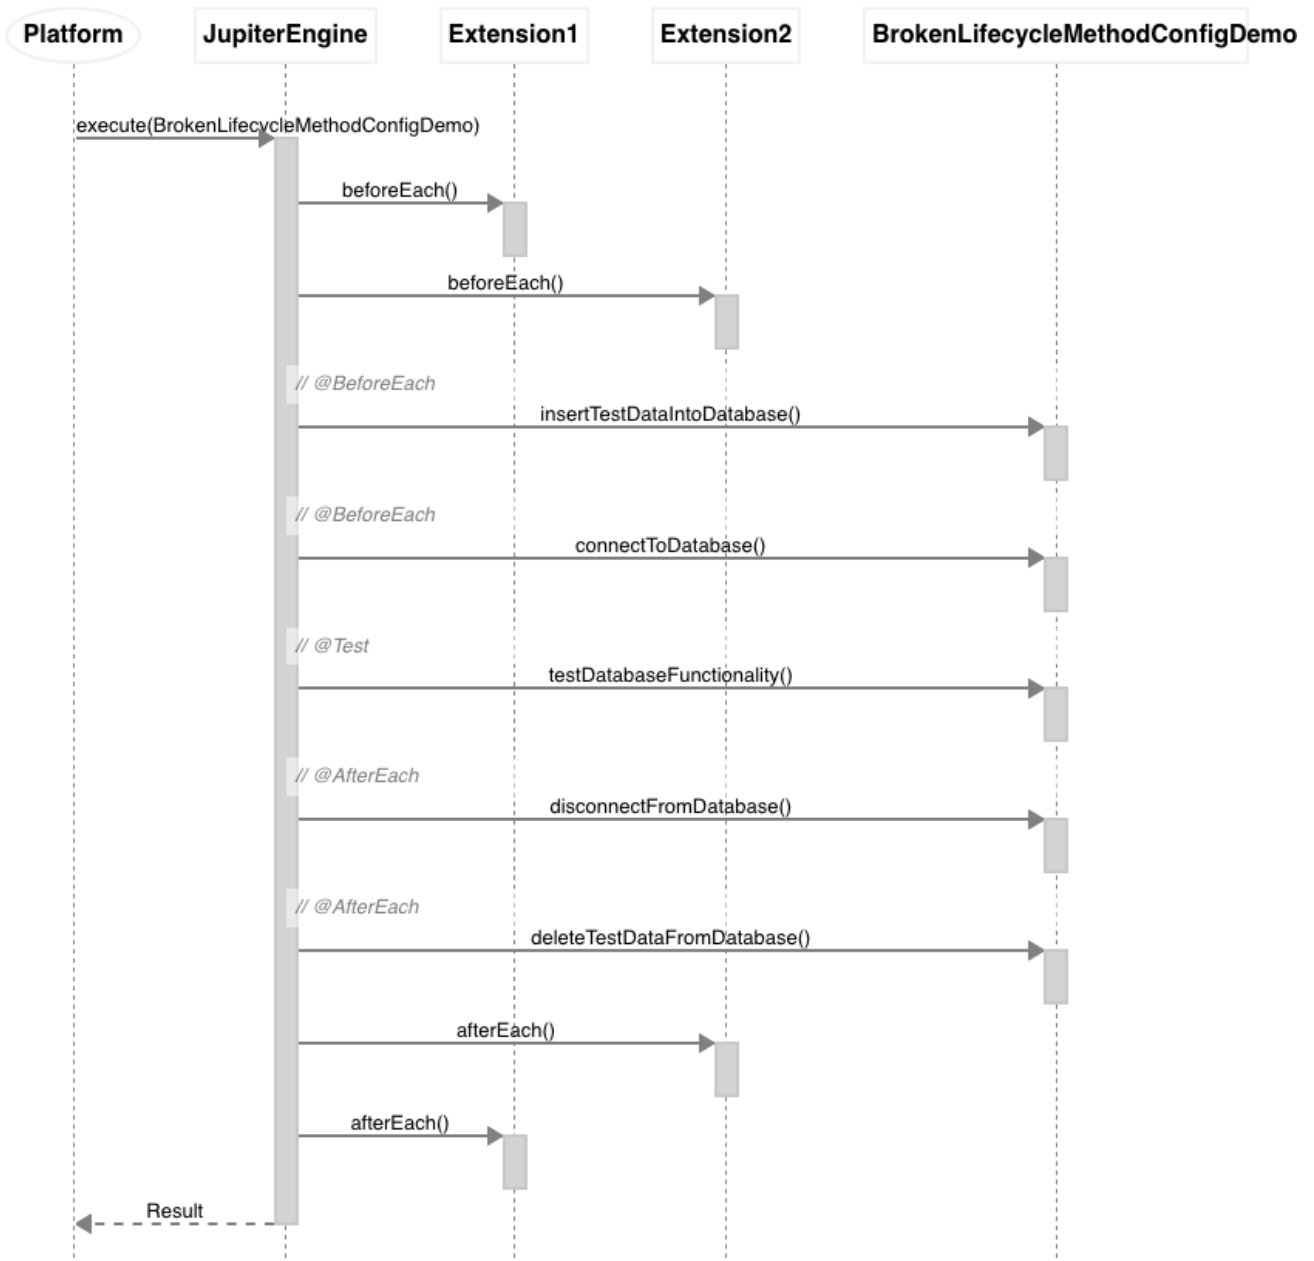 Platform JupiterEngine Extension1 Extension2 BrokenLifecycleMethodConfigDemo
execute(BrokenLifecycleMethodConfigDemo)
beforeEach()
beforeEach()
// @BeforeEach
insertTestDataIntoDatabase()
// @BeforeEach
connectToDatabase()
// @Test
testDatabaseFunctionality()
// @AfterEach
disconnectFromDatabase()
// @AfterEach
deleteTestDataFromDatabase()
afterEach()
afterEach()
Result